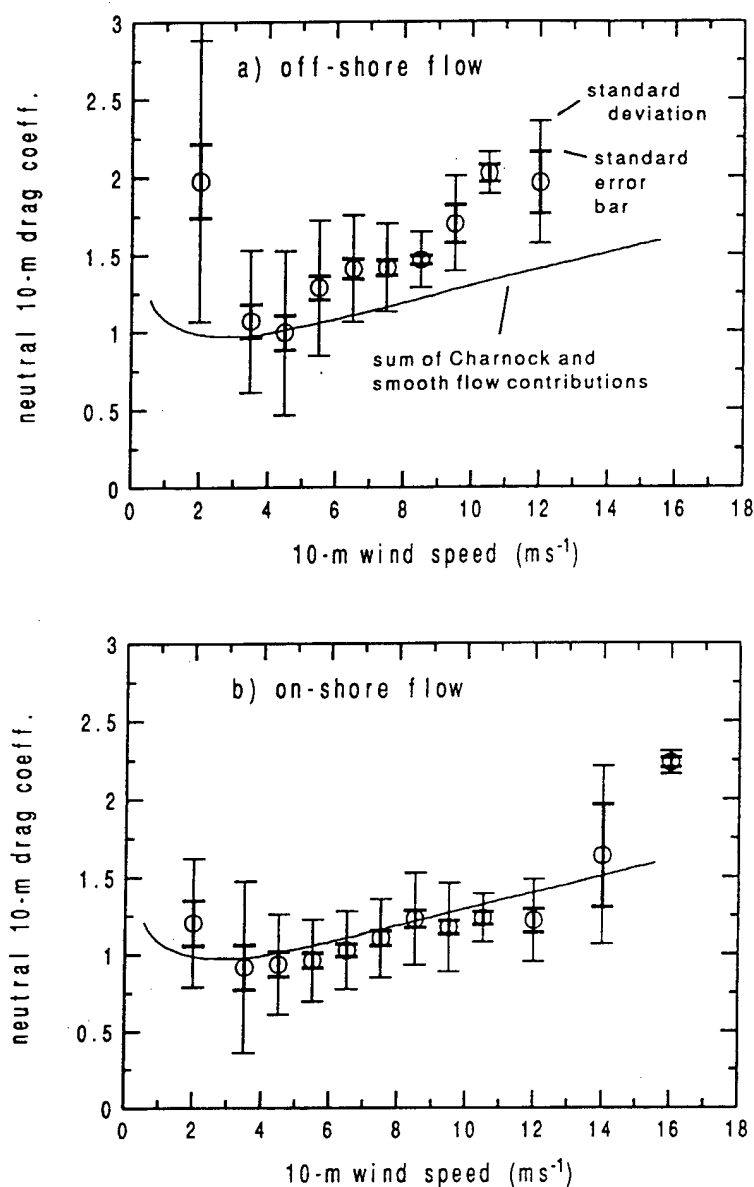 a) off-shore flow
standard
deviation
standard
error
bar
sum of Charnock and
smooth flow contributions
neutral 10-m drag coeff.
3
2.5
2
1.5
1
0.5
0
0 2 4 6 8 10 12 14 16 18
10-m wind speed (ms⁻¹)
b) on-shore flow
neutral 10-m drag coeff.
3
2.5
2
1.5
1
0.5
0
0 2 4 6 8 10 12 14 16 18
10-m wind speed (ms⁻¹)